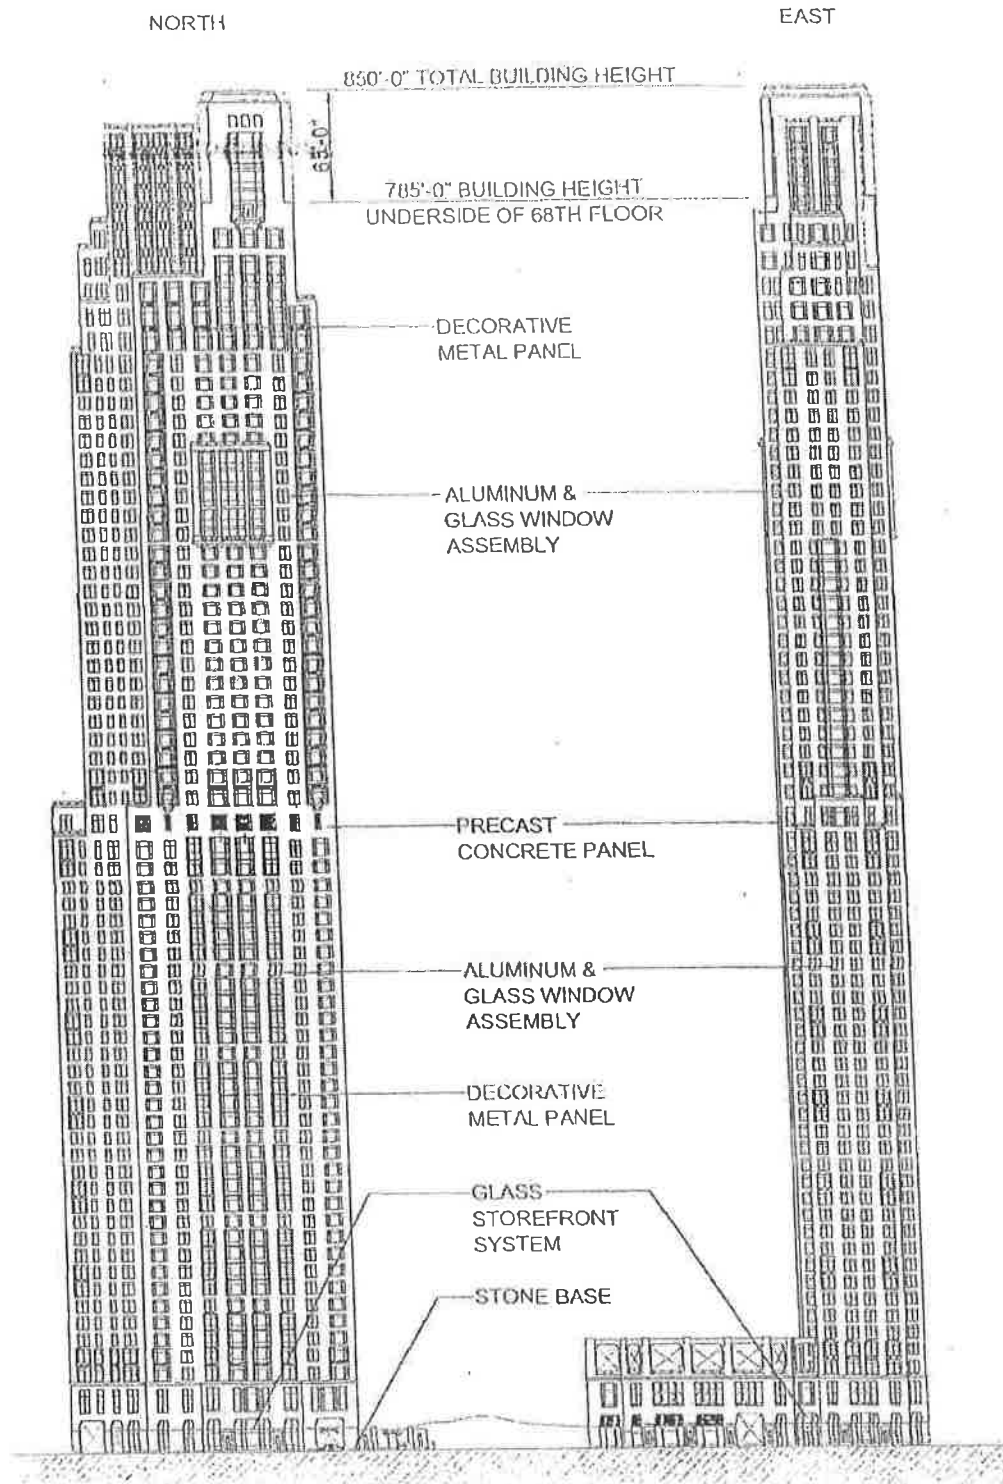 NORTH
EAST
850'-0" TOTAL BUILDING HEIGHT
65'-0"
785'-0" BUILDING HEIGHT
UNDERSIDE OF 68TH FLOOR
DECORATIVE
METAL PANEL
ALUMINUM &
GLASS WINDOW
ASSEMBLY
PRECAST
CONCRETE PANEL
ALUMINUM &
GLASS WINDOW
ASSEMBLY
DECORATIVE
METAL PANEL
GLASS
STOREFRONT
SYSTEM
STONE BASE